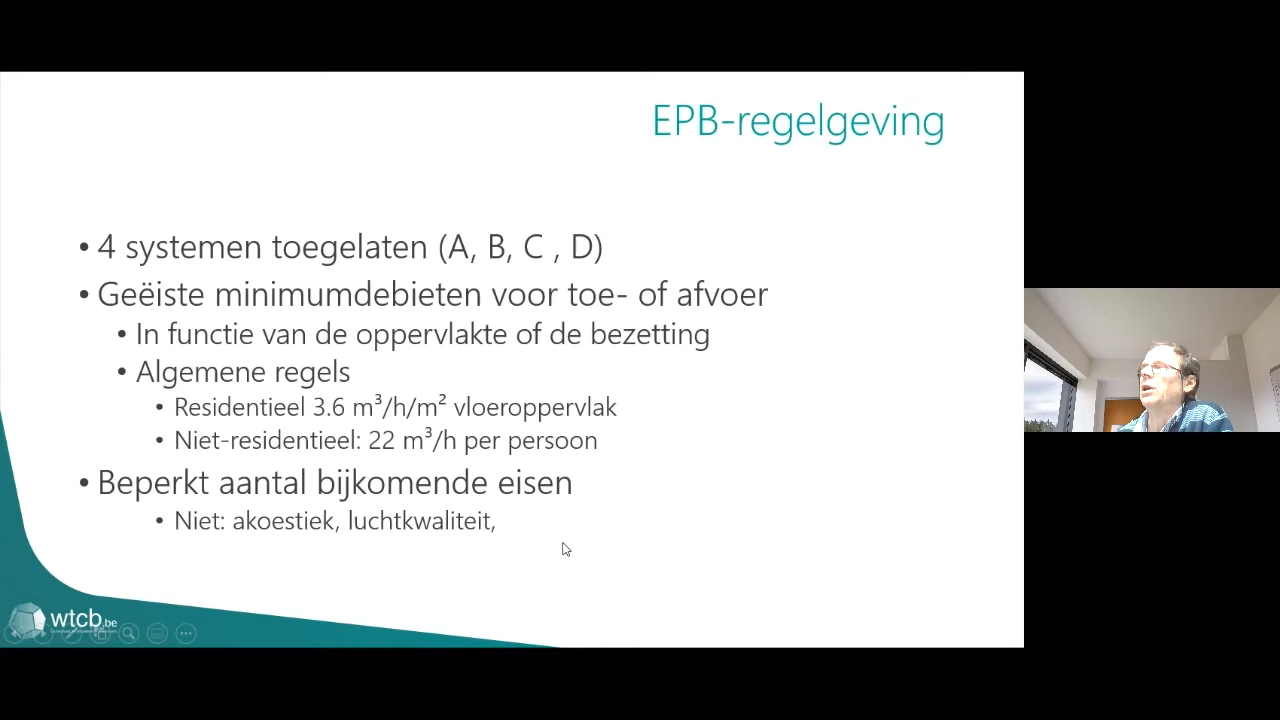 EPB-regelgeving
• 4 systemen toegelaten (A, B, C , D)
• Geëiste minimumdebieten voor toe- of afvoer
• In functie van de oppervlakte of de bezetting
• Algemene regels
• Residentieel 3.6 m³/h/m² vloeroppervlak
• Niet-residentieel: 22 m³/h per persoon
• Beperkt aantal bijkomende eisen
• Niet: akoestiek, luchtkwaliteit,
wtcb.be